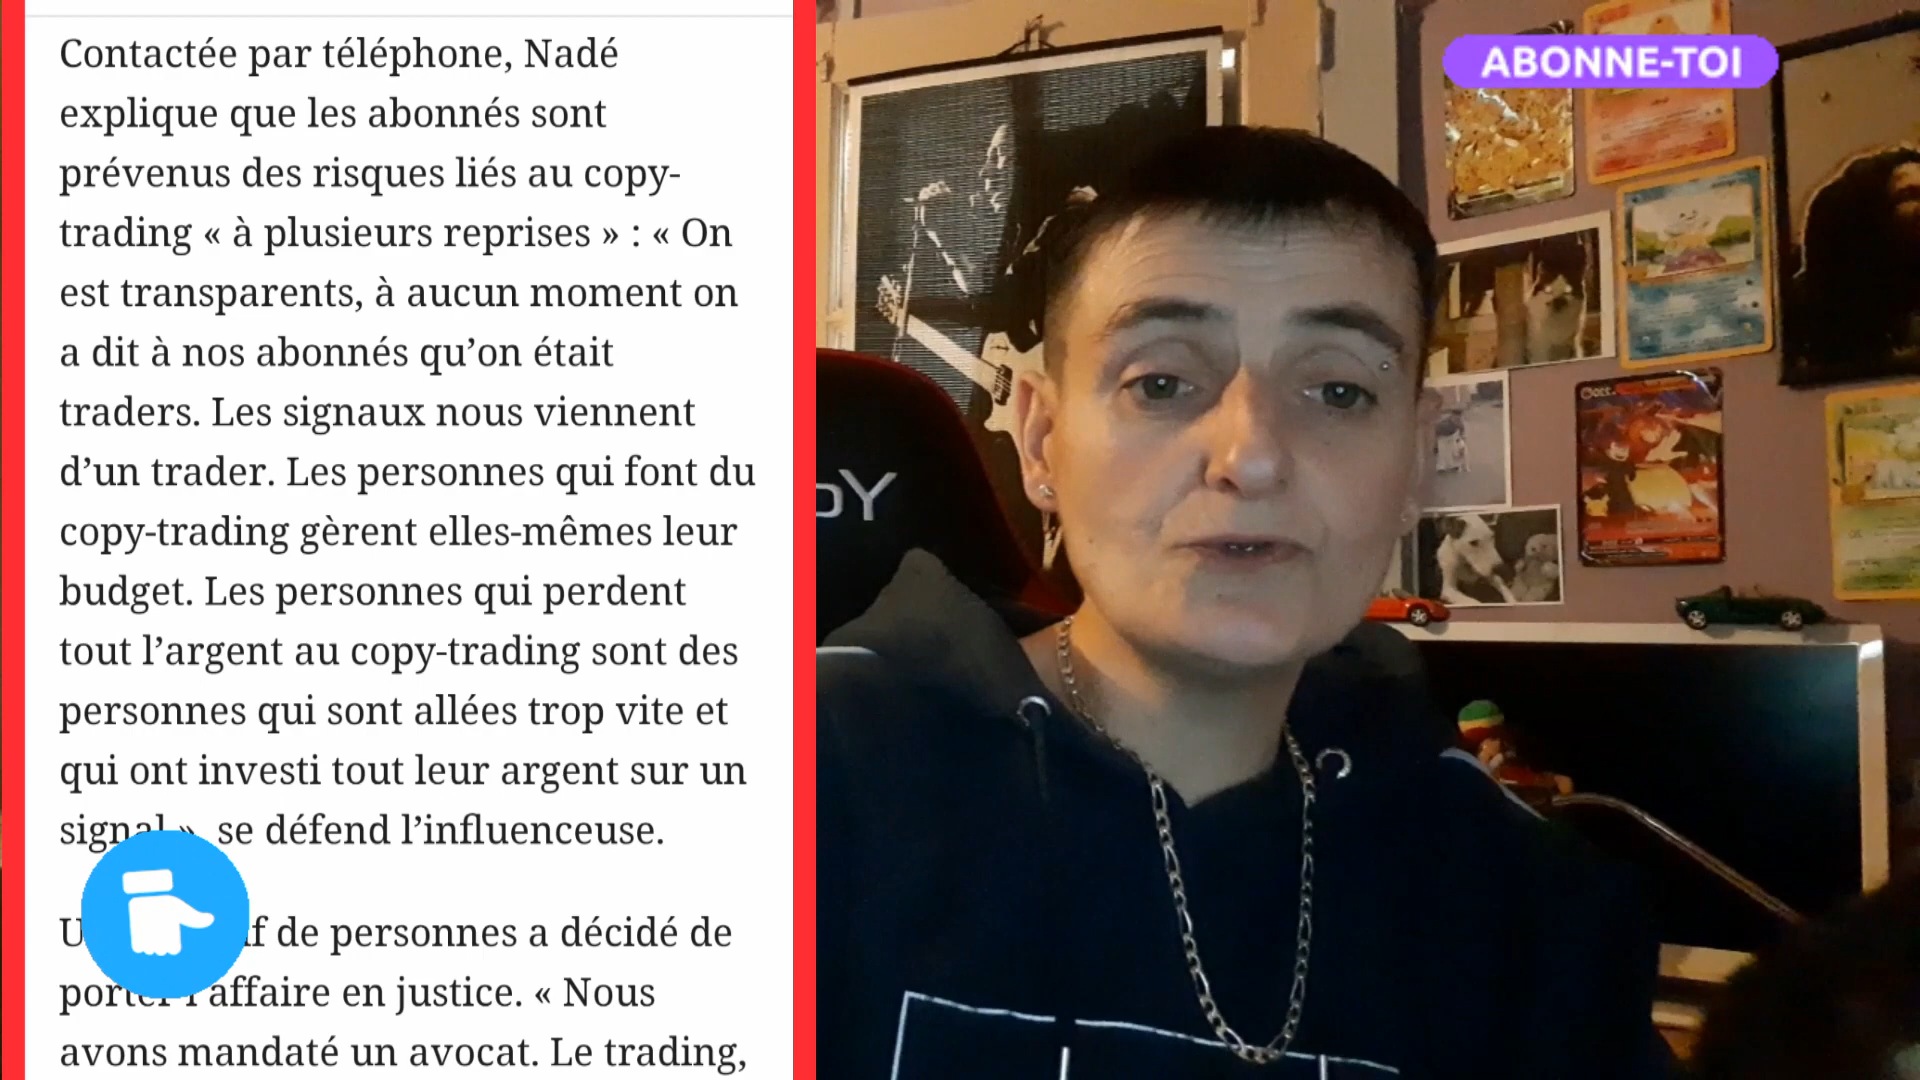 Contactée par téléphone, Nadé
explique que les abonnés sont
prévenus des risques liés au copy-
trading « à plusieurs reprises » : « On
est transparents, à aucun moment on
a dit à nos abonnés qu’on était
traders. Les signaux nous viennent
d’un trader. Les personnes qui font du
copy-trading gèrent elles-mêmes leur
budget. Les personnes qui perdent
tout l’argent au copy-trading sont des
personnes qui sont allées trop vite et
qui ont investi tout leur argent sur un
signal », se défend l’influenceuse.
de personnes a décidé de
porter l’affaire en justice. « Nous
avons mandaté un avocat. Le trading,
ABONNE-TOI